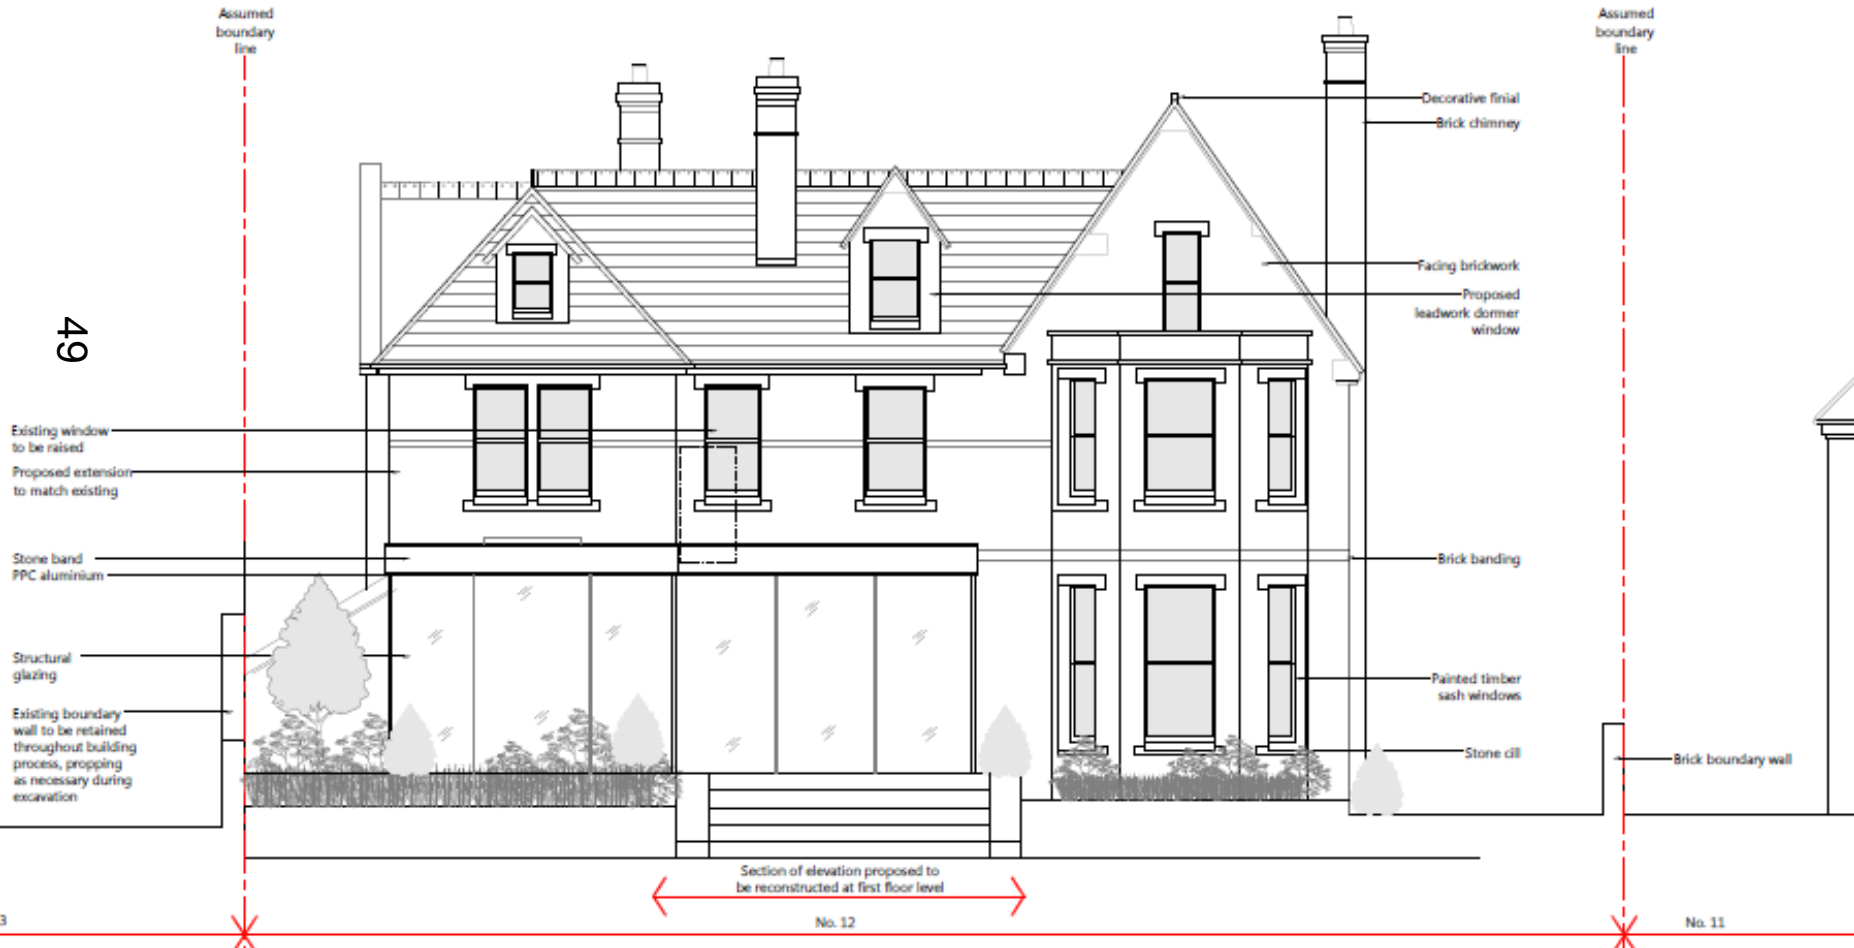 Assumed
boundary
line
Assumed
boundary
line
Decorative finial
Brick chimney
Facing brickwork
Proposed
leadwork dormer
window
49
Existing window
to be raised
Proposed extension
to match existing
Stone band
PPC aluminium
Structural
glazing
Existing boundary
wall to be retained
throughout building
process, propping
as necessary during
excavation
Brick banding
Painted timber
sash windows
Stone cill
Brick boundary wall
Section of elevation proposed to
be reconstructed at first floor level
3
No. 12
No. 11